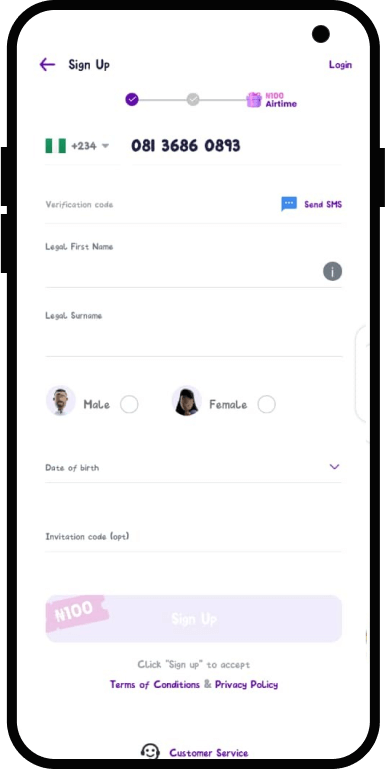 Sign Up
Login
₦100
Airtime
+234
081 3686 0893
Verification code
Send SMS
Legal First Name
i
Legal Surname
Male
Female
Date of birth
Invitation code (opt)
₦100
Sign Up
Click "Sign up" to accept
Terms of Conditions & Privacy Policy
Customer Service